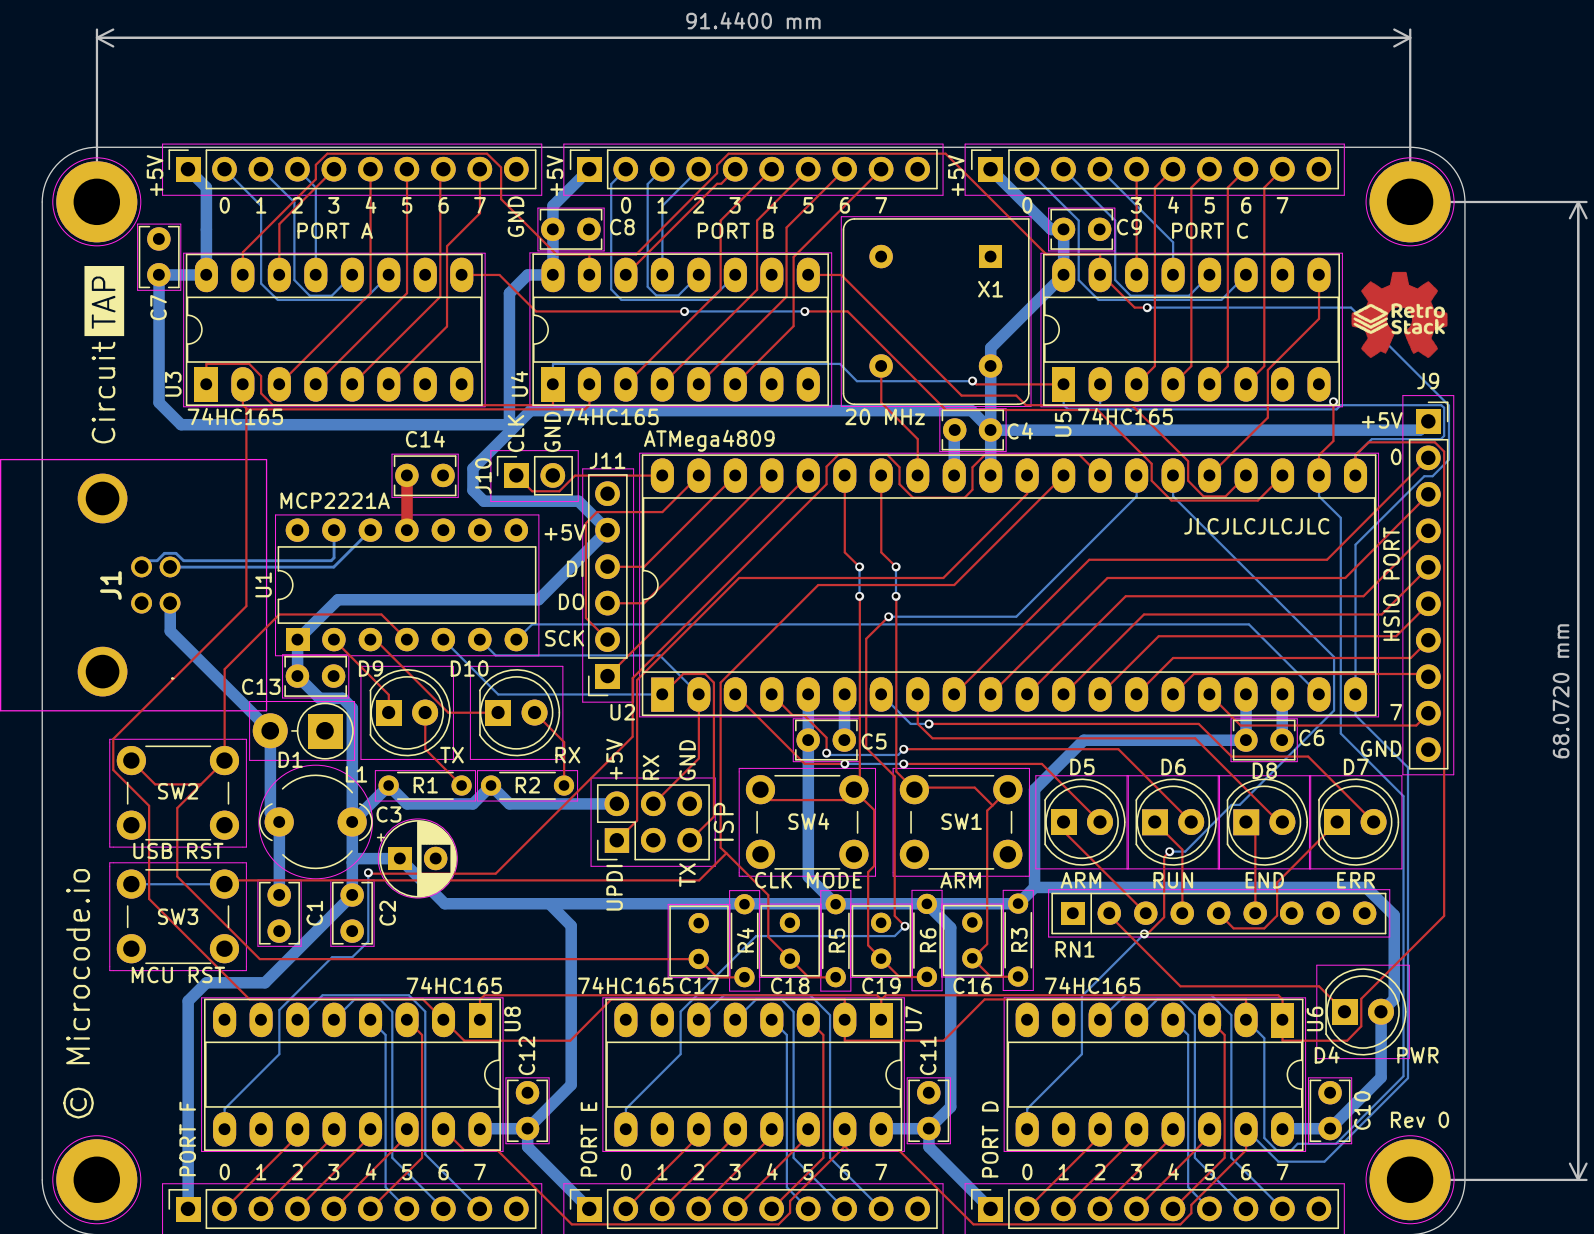 91.4400 mm
+5V
+5V
+5V
0 1 2 3 4 5 6 7
GND
PORT A
0 1 2 3 4 5 6 7
C8
PORT B
0 3 4 5 6 7
C9
PORT C
C7
X1
Circuit TAP
Retro
Stack
U3
74HC165
U4
74HC165
20 MHz
U5
74HC165
J9
CLK
GND
C14
J10
J11
ATMega4809
C4
+5V
0
MCP2221A
+5V
JLCJLCJLCJLC
J1
U1
DI
DO
SCK
HSIO PORT
C13
D9
D10
U2
7
GND
D1
TX
RX
C5
C6
L1
+5V
RX
GND
D5
D6
D8
D7
SW2
R1
R2
C3
+
SW4
SW1
ISP
USB RST
UPDI
TX
CLK MODE
ARM
ARM
RUN
END
ERR
SW3
C1
C2
R4
R5
R6
R3
RN1
MCU RST
74HC165
74HC165
C17
C18
C19
C16
74HC165
© Microcode.io
U8
C12
U7
C11
U6
D4
PWR
C10
Rev 0
PORT F
PORT E
PORT D
0 1 2 3 4 5 6 7
0 1 2 3 4 5 6 7
0 1 2 3 4 5 6 7
68.0720 mm